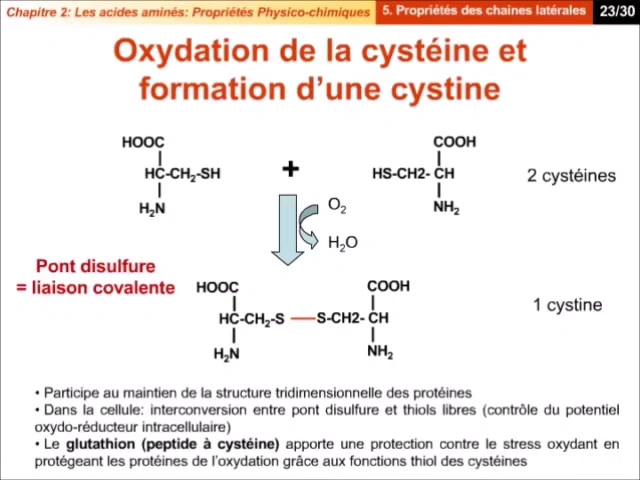 Chapitre 2: Les acides aminés: Propriétés Physico-chimiques 5. Propriétés des chaines latérales 23/30
Oxydation de la cystéine et
formation d’une cystine
HOOC COOH
HC-CH₂-SH + HS-CH2- CH 2 cystéines
H₂N NH₂
O₂
H₂O
Pont disulfure
= liaison covalente
HOOC COOH
HC-CH₂-S — S-CH2- CH 1 cystine
H₂N NH₂
• Participe au maintien de la structure tridimensionnelle des protéines
• Dans la cellule: interconversion entre pont disulfure et thiols libres (contrôle du potentiel
oxydo-réducteur intracellulaire)
• Le glutathion (peptide à cystéine) apporte une protection contre le stress oxydant en
protégeant les protéines de l’oxydation grâce aux fonctions thiol des cystéines